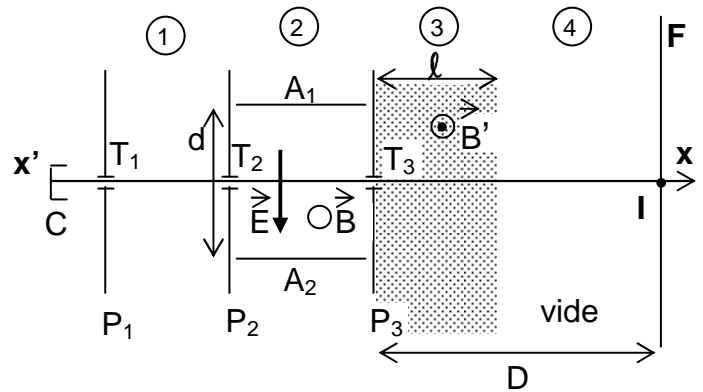 ① ② ③ ④
F
ℓ
A₁
d
B'
x' T₁ T₂ T₃ x
E B
C I
A₂
vide
P₁ P₂ P₃
D